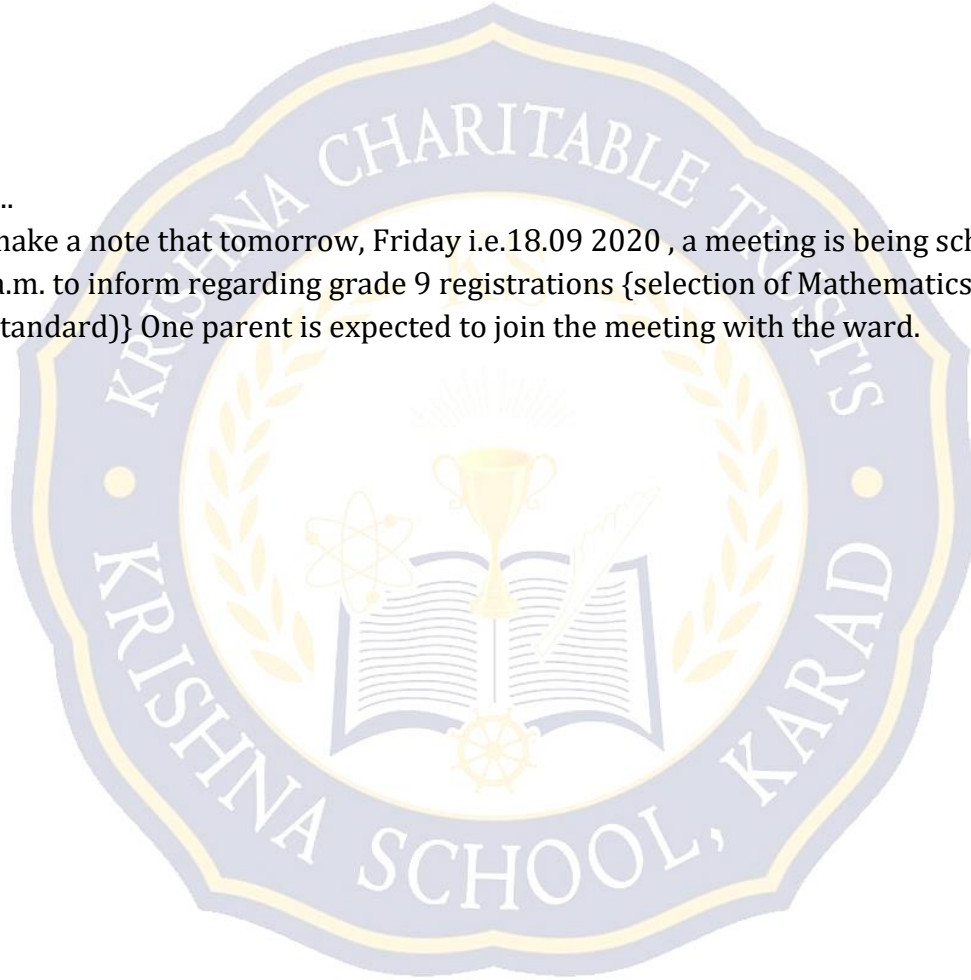 ..
make a note that tomorrow, Friday i.e.18.09 2020 , a meeting is being
a.m. to inform regarding grade 9 registrations {selection of Mathematics
tandard)} One parent is expected to join the meeting with the ward.
KRISHNA CHARITABLE TRUST'S
KS
KRISHNA SCHOOL, KARAD